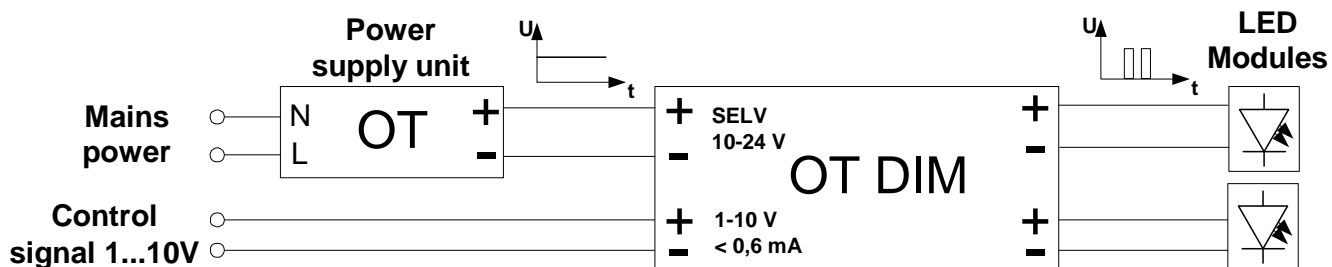 Power
supply unit
U
t
U
t
LED
Modules
Mains
power
N
L
OT
+
-
+
-
SELV
10-24 V
OT DIM
+
-
Control
signal 1...10V
+
-
1-10 V
< 0,6 mA
+
-